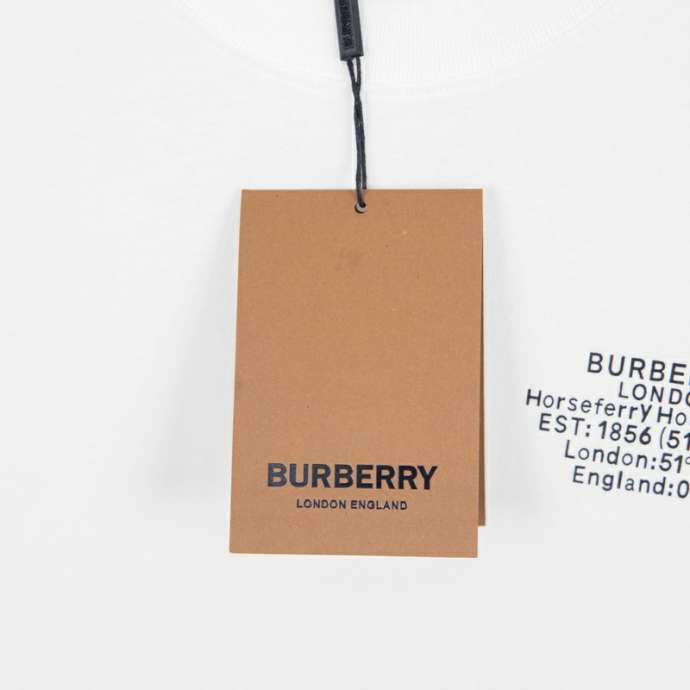 BURBERRY
LONDON ENGLAND
BURBE
LONDO
Horseferry Ho
EST: 1856 (51
London:51°
England:0